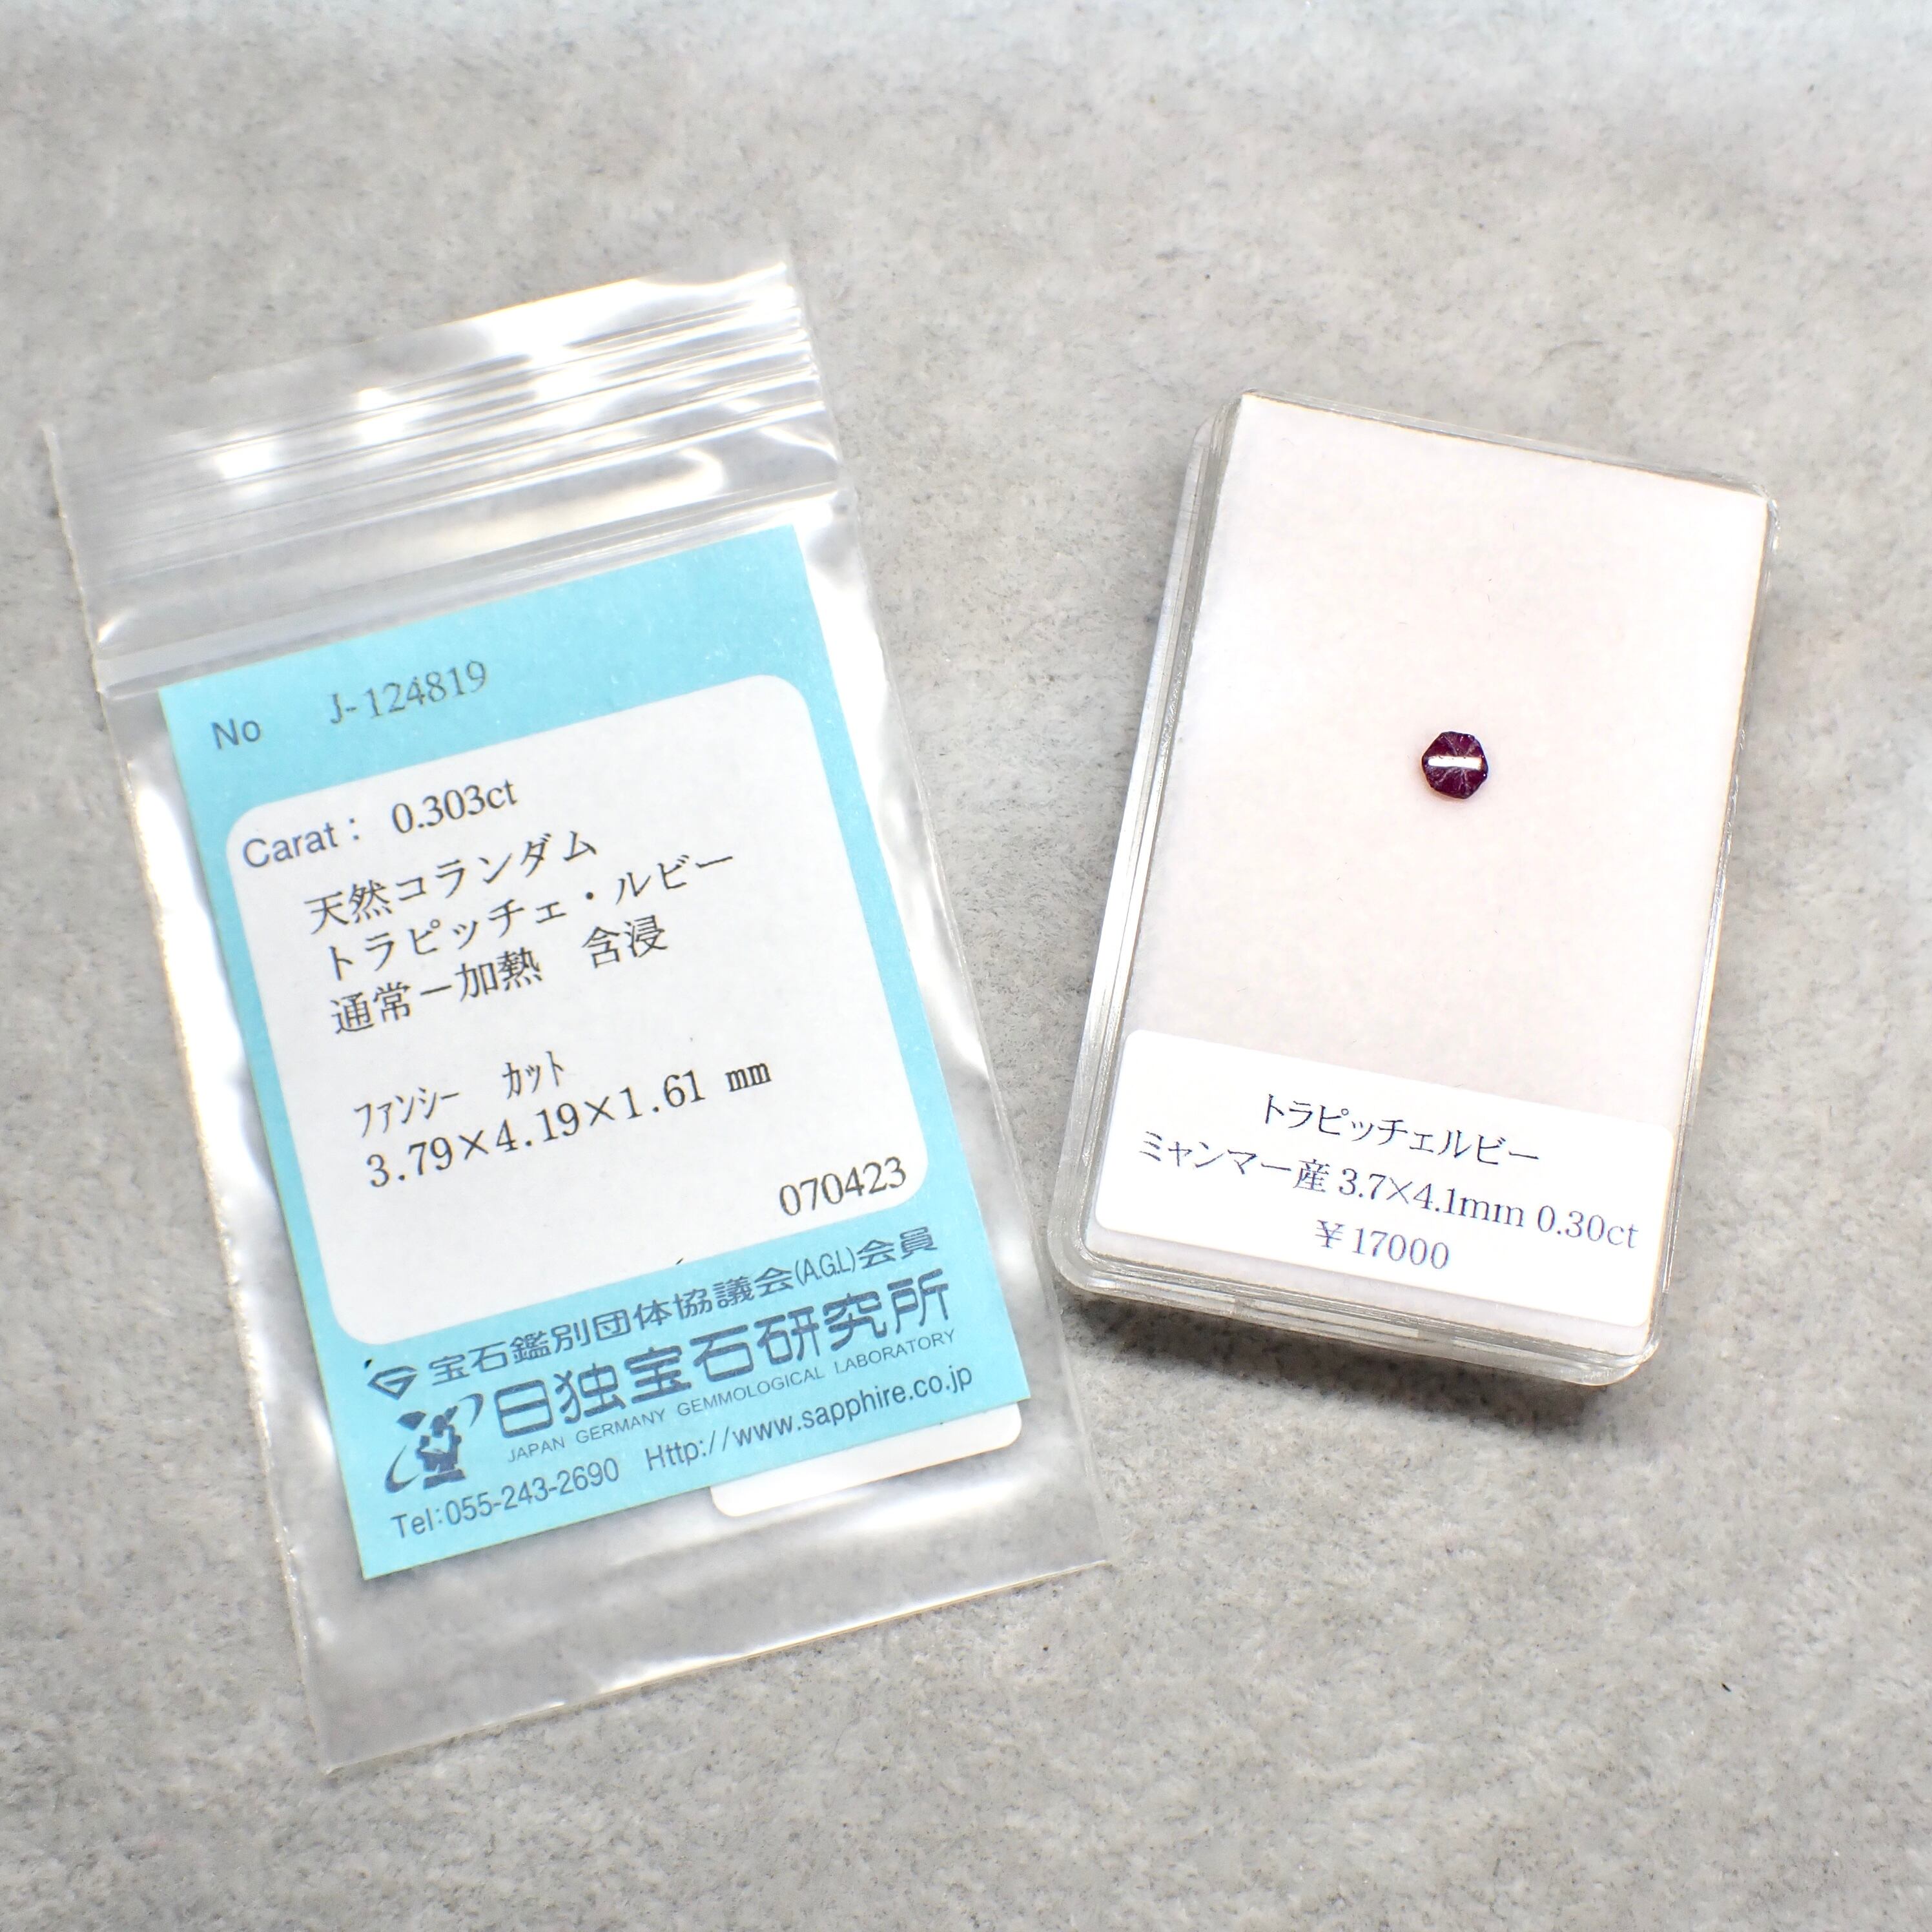 No J-124819
Carat： 0.303ct
天然コランダム
トラピッチェ・ルビー
通常－加熱 含浸
ファンシー カット
3.79×4.19×1.61 mm
070423
宝石鑑別団体協議会(A.G.L)会員
日独宝石研究所
JAPAN GERMANY GEMMOLOGICAL LABORATORY
Tel:055-243-2690 Http://www.sapphire.co.jp
トラピッチェルビー
ミャンマー産 3.7×4.1mm 0.30ct
￥17000